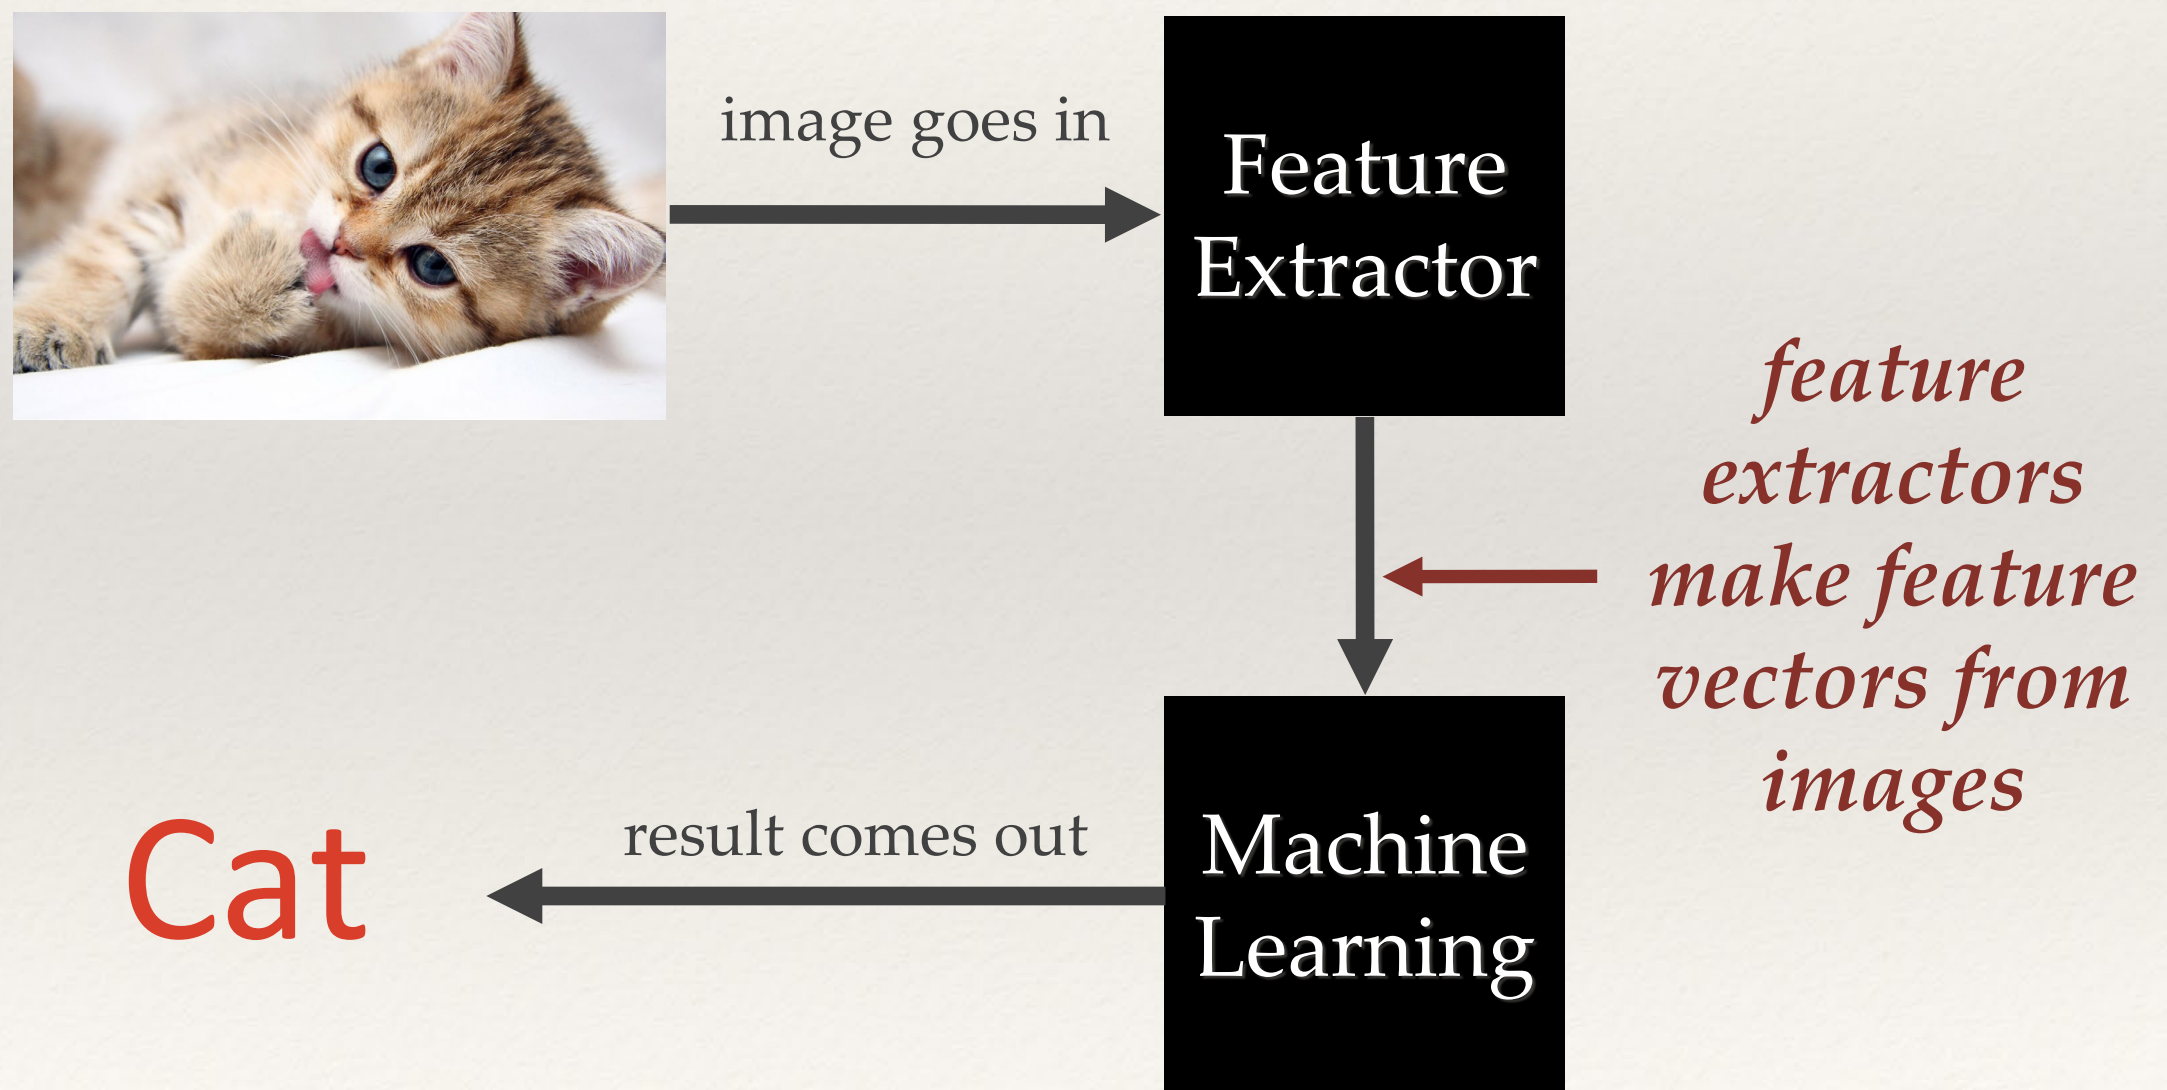 image goes in
Feature
Extractor
feature
extractors
make feature
vectors from
images
Machine
Learning
result comes out
Cat